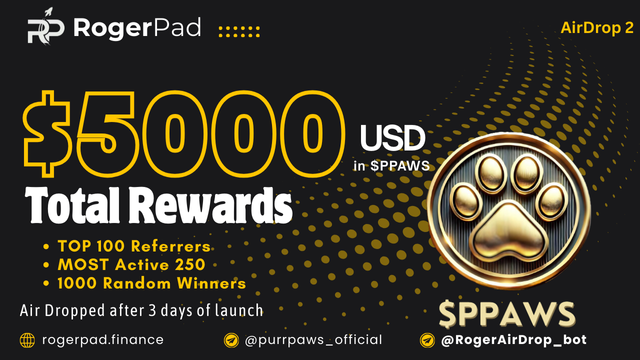 RP RogerPad
AirDrop 2
$5000 USD
in $PPAWS
Total Rewards
• TOP 100 Referrers
• MOST Active 250
• 1000 Random Winners
Air Dropped after 3 days of launch
$PPAWS
rogerpad.finance @purrpaws_official @RogerAirDrop_bot